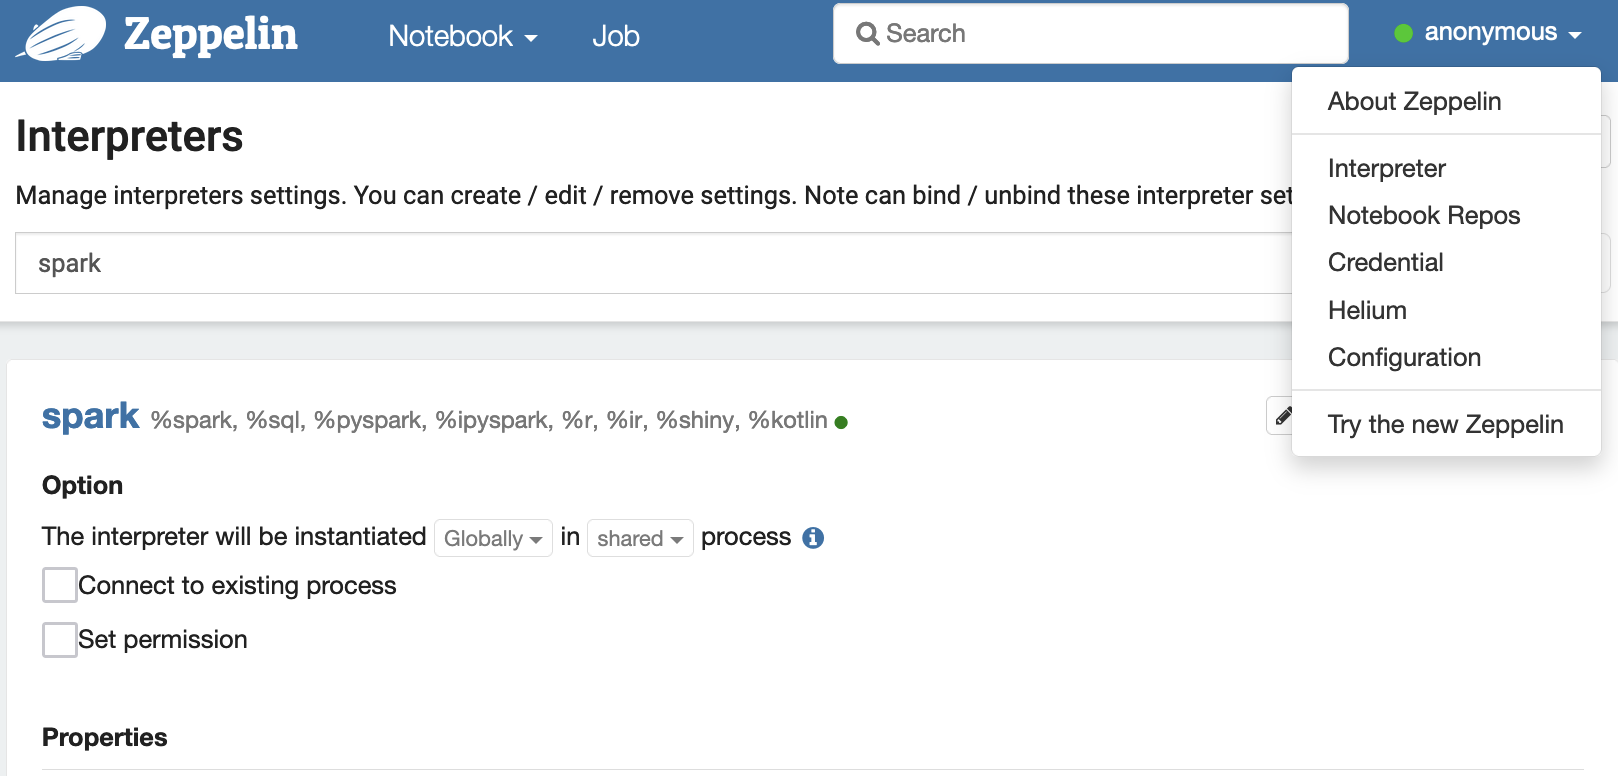 Zeppelin
Notebook
Job
Search
anonymous
About Zeppelin
Interpreter
Notebook Repos
Credential
Helium
Configuration
Try the new Zeppelin
Interpreters
Manage interpreters settings. You can create / edit / remove settings. Note can bind / unbind these interpreter set
spark
spark %spark, %sql, %pyspark, %ipyspark, %r, %ir, %shiny, %kotlin
Option
The interpreter will be instantiated Globally in shared process
Connect to existing process
Set permission
Properties